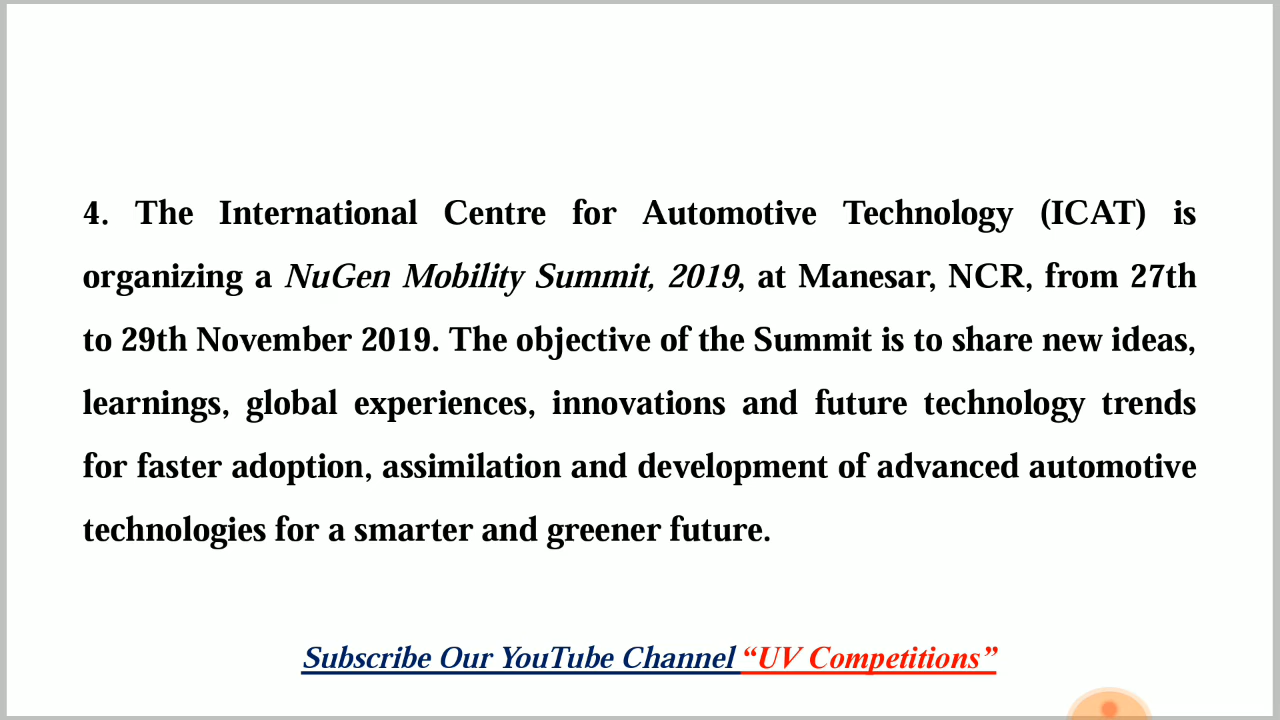 4. The International Centre for Automotive Technology (ICAT) is
organizing a NuGen Mobility Summit, 2019, at Manesar, NCR, from 27th
to 29th November 2019. The objective of the Summit is to share new ideas,
learnings, global experiences, innovations and future technology trends
for faster adoption, assimilation and development of advanced automotive
technologies for a smarter and greener future.
Subscribe Our YouTube Channel “UV Competitions”